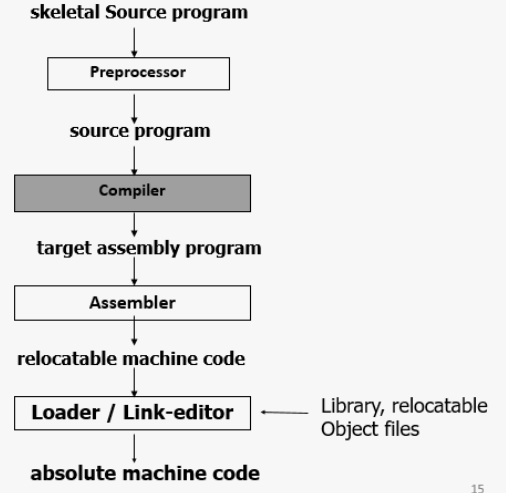 skeletal Source program
Preprocessor
source program
Compiler
target assembly program
Assembler
relocatable machine code
Loader / Link-editor
Library, relocatable
Object files
absolute machine code
15